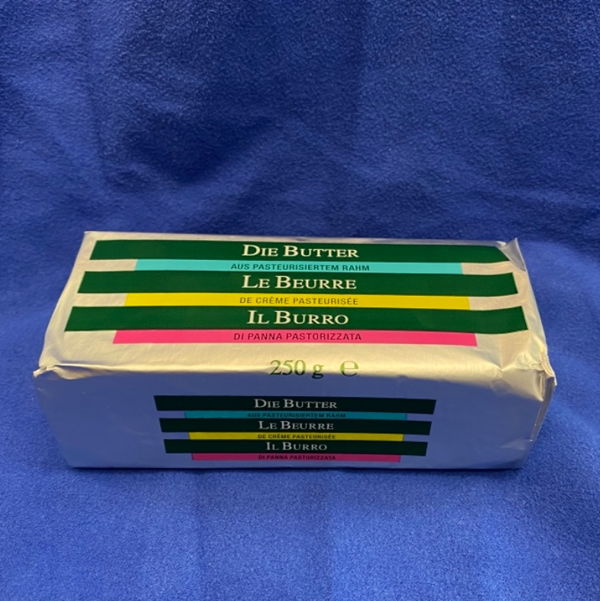 DIE BUTTER
AUS PASTEURISIERTEM RAHM
LE BEURRE
DE CRÈME PASTEURISÉE
IL BURRO
DI PANNA PASTORIZZATA
250 g ℮
DIE BUTTER
AUS PASTEURISIERTEM RAHM
LE BEURRE
DE CRÈME PASTEURISÉE
IL BURRO
DI PANNA PASTORIZZATA